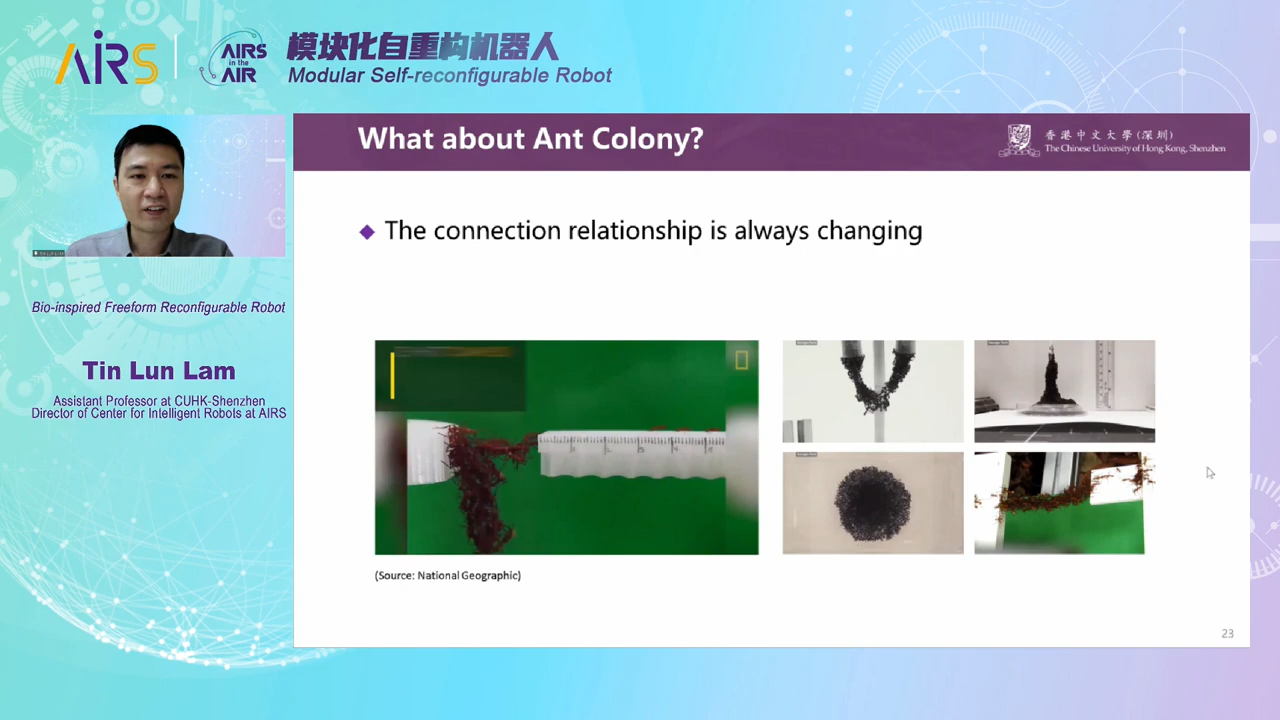 AIRS
AIRS
in the
AIR
模块化自重构机器人
Modular Self-reconfigurable Robot
What about Ant Colony?
香港中文大學(深圳)
The Chinese University of Hong Kong, Shenzhen
The connection relationship is always changing
Bio-inspired Freeform Reconfigurable Robot
Tin Lun Lam
Assistant Professor at CUHK-Shenzhen
Director of Center for Intelligent Robots at AIRS
(Source: National Geographic)
23